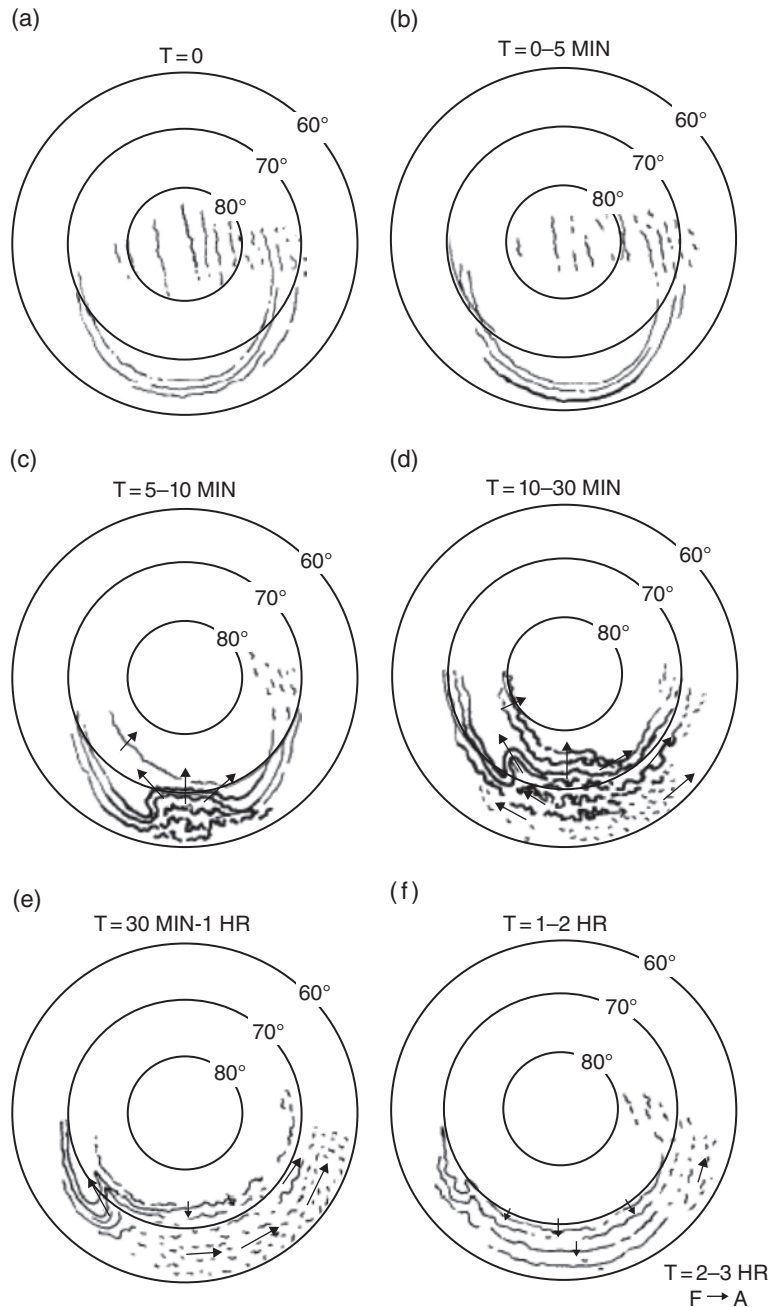 (a)
T = 0
60°
70°
80°
(b)
T = 0–5 MIN
60°
70°
80°
(c)
T = 5–10 MIN
60°
70°
80°
(d)
T = 10–30 MIN
60°
70°
80°
(e)
T = 30 MIN-1 HR
60°
70°
80°
(f)
T = 1–2 HR
60°
70°
80°
T = 2–3 HR
F → A